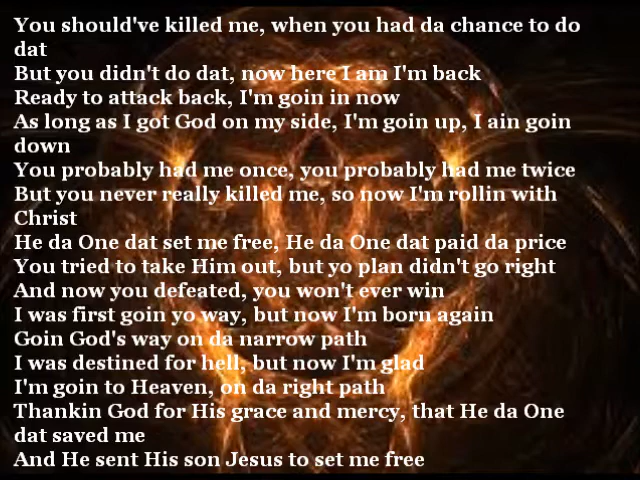 You should've killed me, when you had da chance to do
dat
But you didn't do dat, now here I am I'm back
Ready to attack back, I'm goin in now
As long as I got God on my side, I'm goin up, I ain goin
down
You probably had me once, you probably had me twice
But you never really killed me, so now I'm rollin with
Christ
He da One dat set me free, He da One dat paid da price
You tried to take Him out, but yo plan didn't go right
And now you defeated, you won't ever win
I was first goin yo way, but now I'm born again
Goin God's way on da narrow path
I was destined for hell, but now I'm glad
I'm goin to Heaven, on da right path
Thankin God for His grace and mercy, that He da One
dat saved me
And He sent His son Jesus to set me free